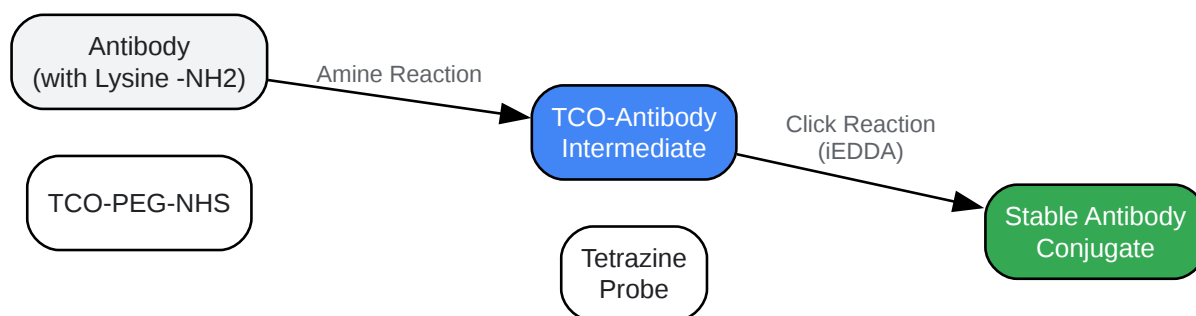 Antibody
(with Lysine -NH2)
Amine Reaction
TCO-PEG-NHS
TCO-Antibody
Intermediate
Click Reaction
(iEDDA)
Tetrazine
Probe
Stable Antibody
Conjugate